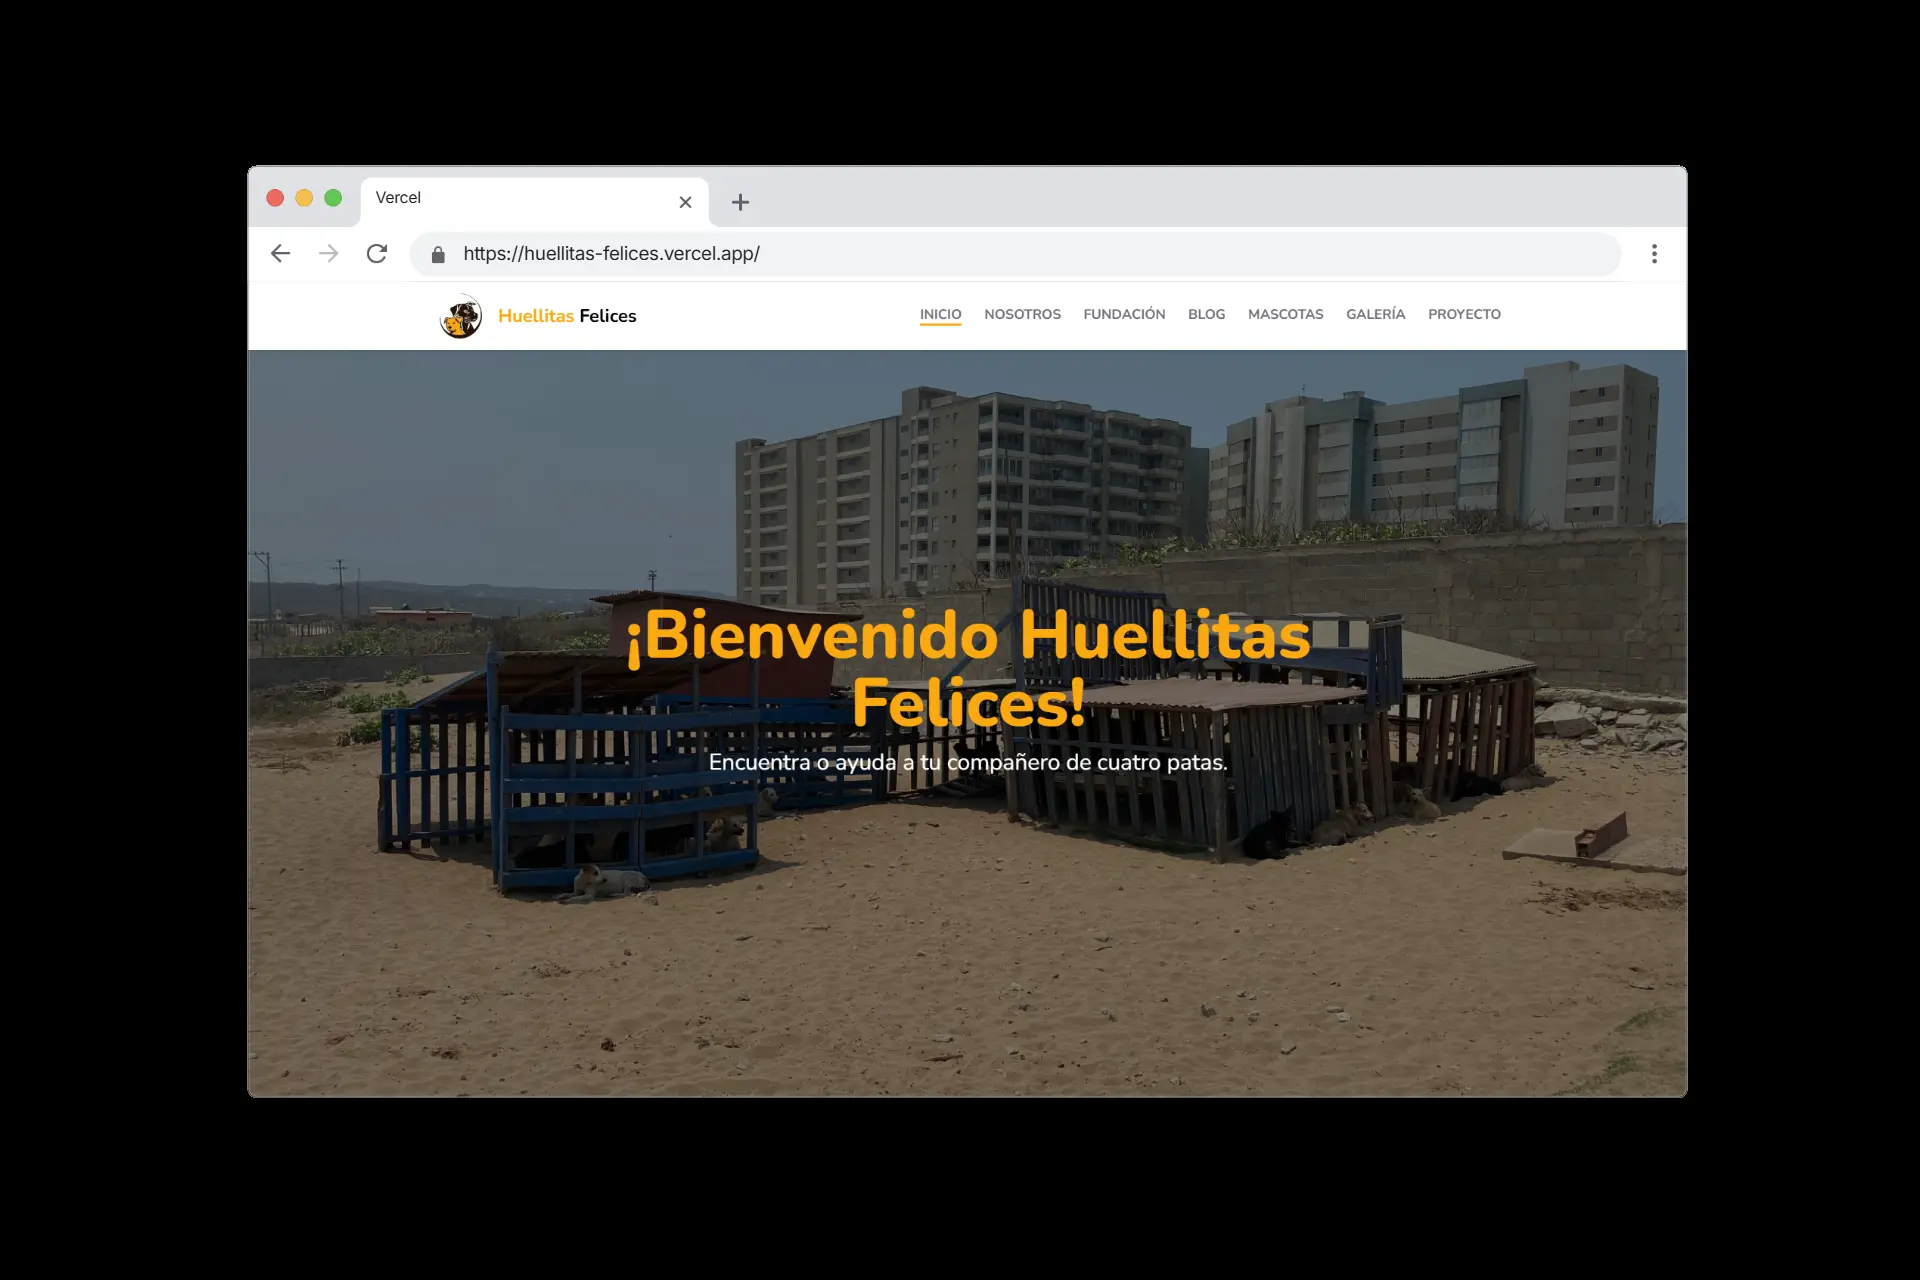 Vercel
https://huellitas-felices.vercel.app/
Huellitas Felices
INICIO NOSOTROS FUNDACIÓN BLOG MASCOTAS GALERÍA PROYECTO
¡Bienvenido Huellitas
Felices!
Encuentra o ayuda a tu compañero de cuatro patas.